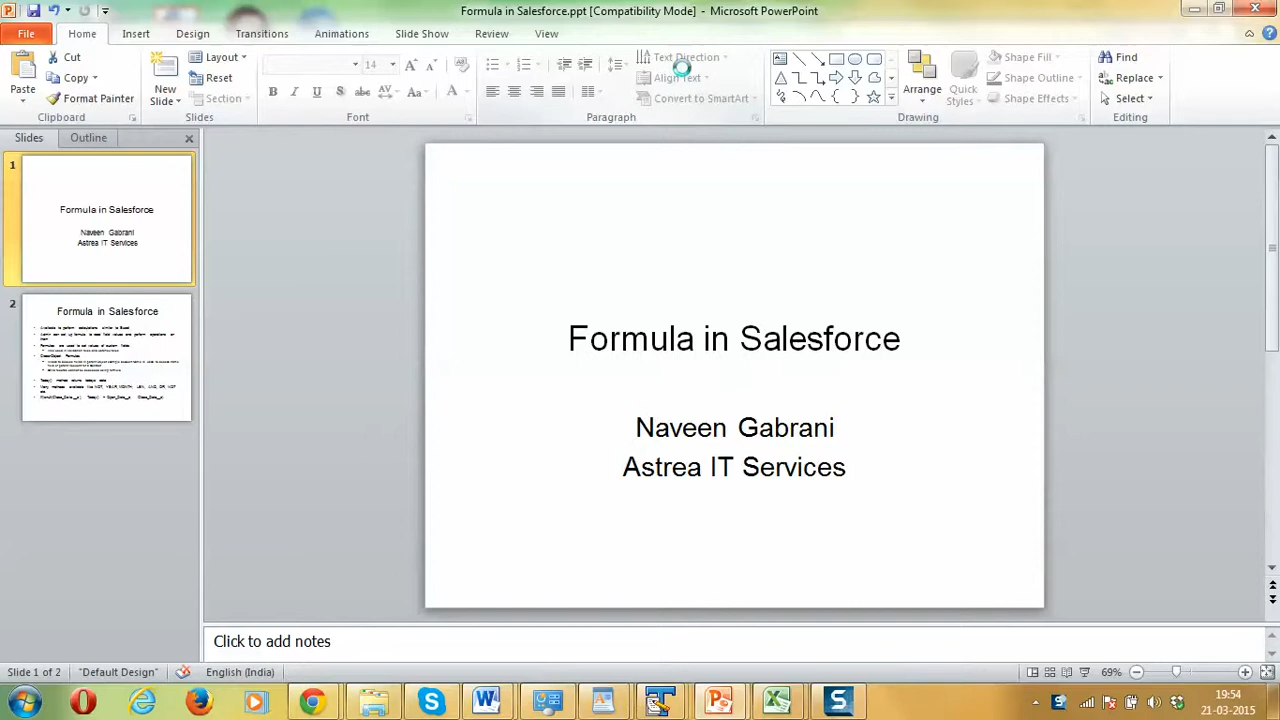 Formula in Salesforce.ppt [Compatibility Mode] - Microsoft PowerPoint
File Home Insert Design Transitions Animations Slide Show Review View
Paste
Cut
Copy
Format Painter
Clipboard
New Slide
Layout
Reset
Section
Slides
14
Font
Text Direction
Align Text
Convert to SmartArt
Paragraph
Arrange
Quick Styles
Shape Fill
Shape Outline
Shape Effects
Drawing
Find
Replace
Select
Editing
Slides Outline
1
Formula in Salesforce
Naveen Gabrani
Astrea IT Services
2
Formula in Salesforce
Formula in Salesforce
Naveen Gabrani
Astrea IT Services
Click to add notes
Slide 1 of 2 "Default Design" English (India) 69%
19:54
21-03-2015